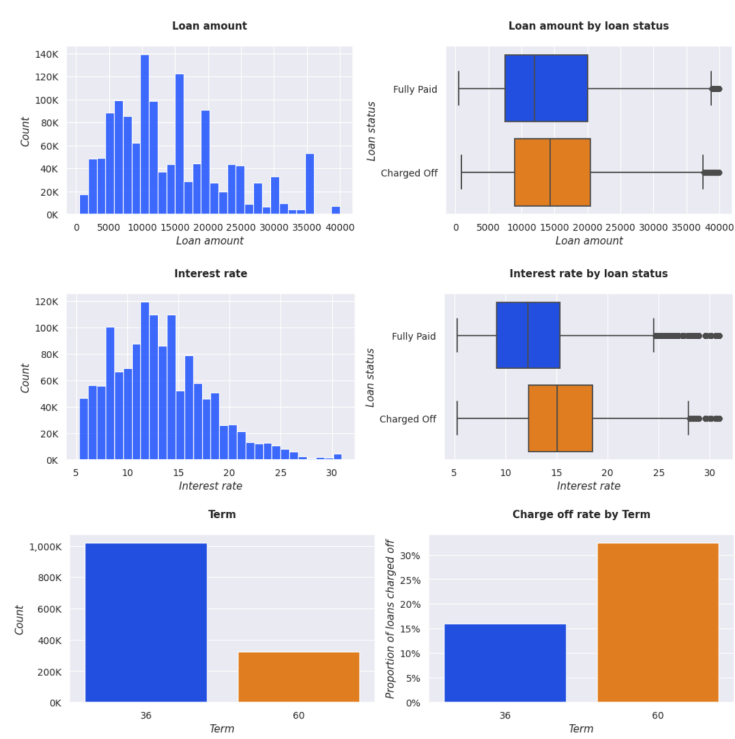 Loan amount
Count
140K
120K
100K
80K
60K
40K
20K
0K
0 5000 10000 15000 20000 25000 30000 35000 40000
Loan amount
Loan amount by loan status
Loan status
Fully Paid
Charged Off
0 5000 10000 15000 20000 25000 30000 35000 40000
Loan amount
Interest rate
Count
120K
100K
80K
60K
40K
20K
0K
5 10 15 20 25 30
Interest rate
Interest rate by loan status
Loan status
Fully Paid
Charged Off
5 10 15 20 25 30
Interest rate
Term
Count
1,000K
800K
600K
400K
200K
0K
36 60
Term
Charge off rate by Term
Proportion of loans charged off
30%
25%
20%
15%
10%
5%
0%
36 60
Term